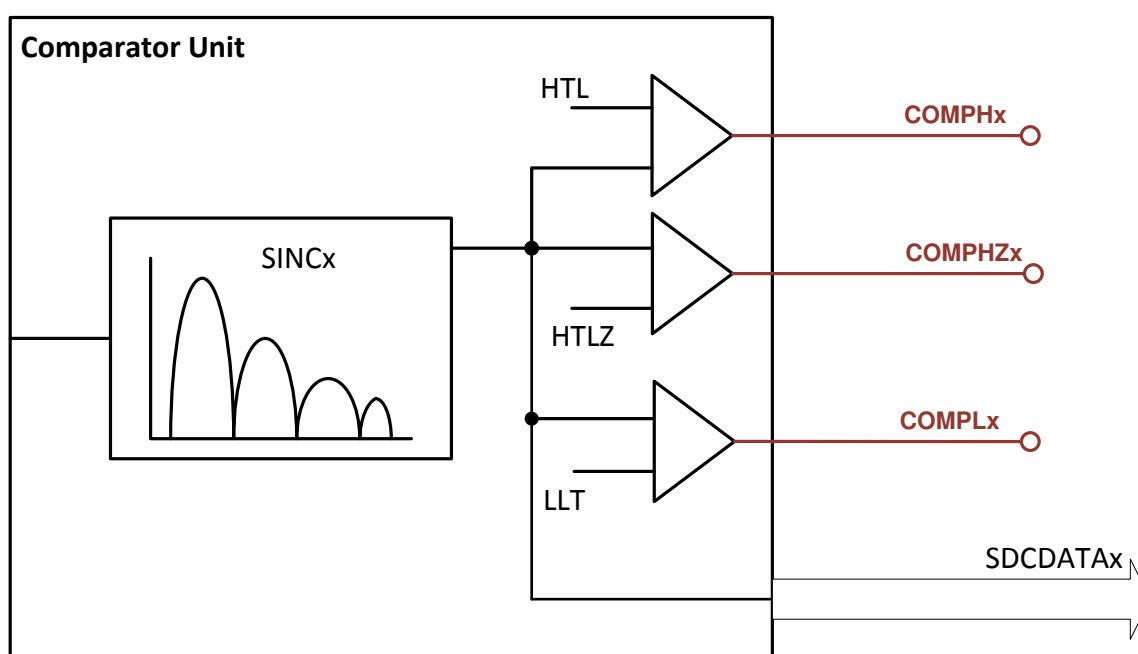 Comparator Unit
HTL
COMPHx
SINCx
COMPHZx
HTLZ
COMPLx
LLT
SDCDATAx